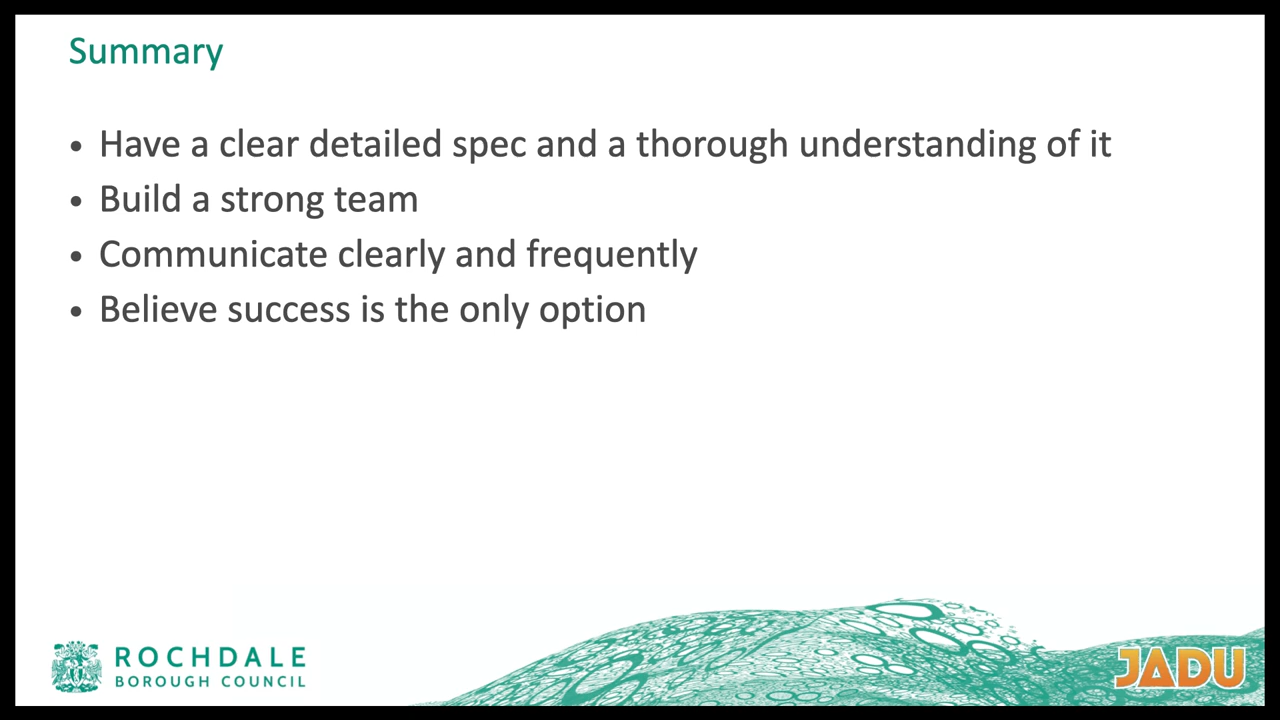 Summary
• Have a clear detailed spec and a thorough understanding of it
• Build a strong team
• Communicate clearly and frequently
• Believe success is the only option
ROCHDALE
BOROUGH COUNCIL
JADU